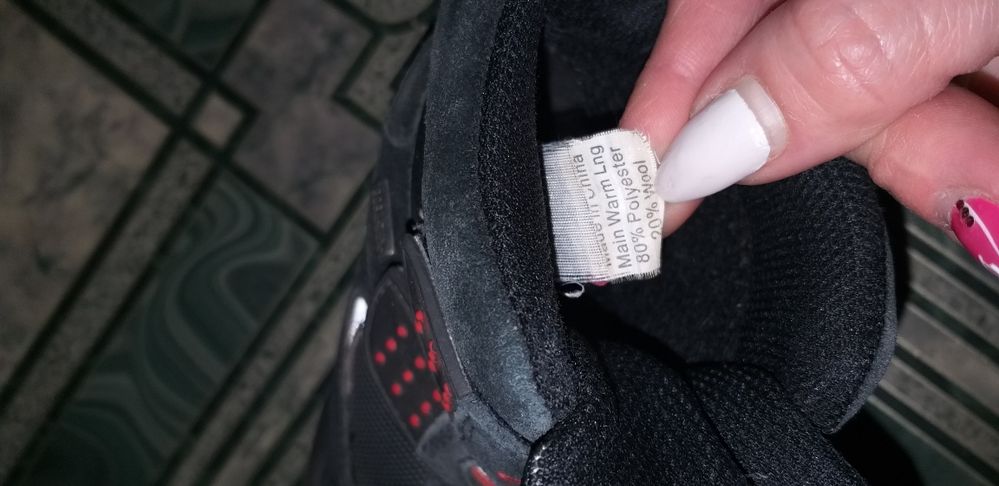 Made in China
Main Warm Lng
80% Polyester
20% Wool